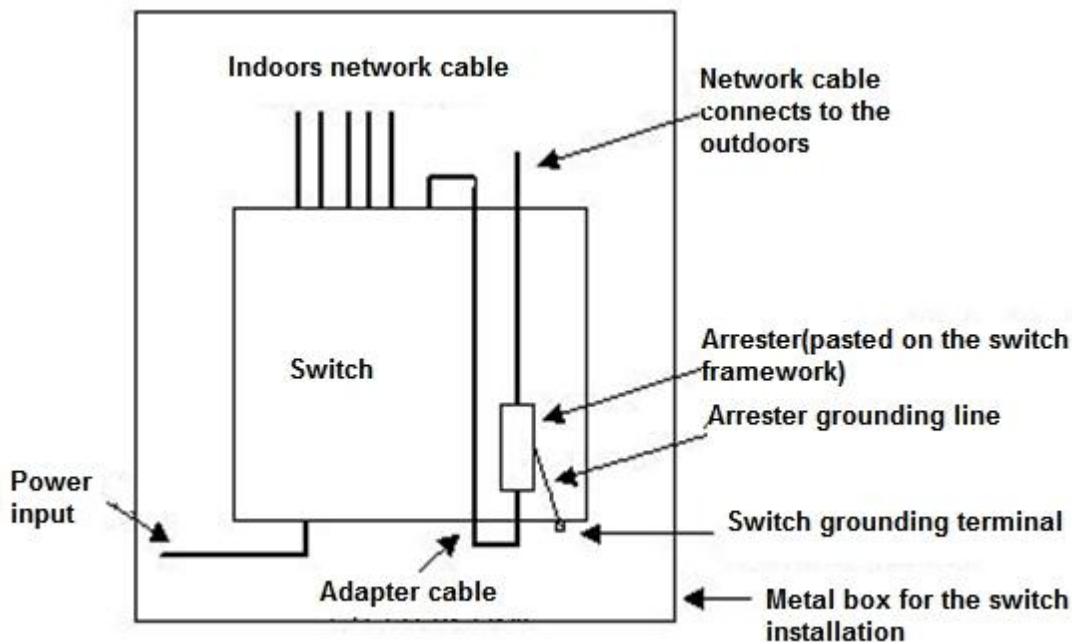 Indoors network cable
Network cable
connects to the
outdoors
Switch
Arrester(pasted on the switch
framework)
Arrester grounding line
Power
input
Switch grounding terminal
Adapter cable
Metal box for the switch
installation